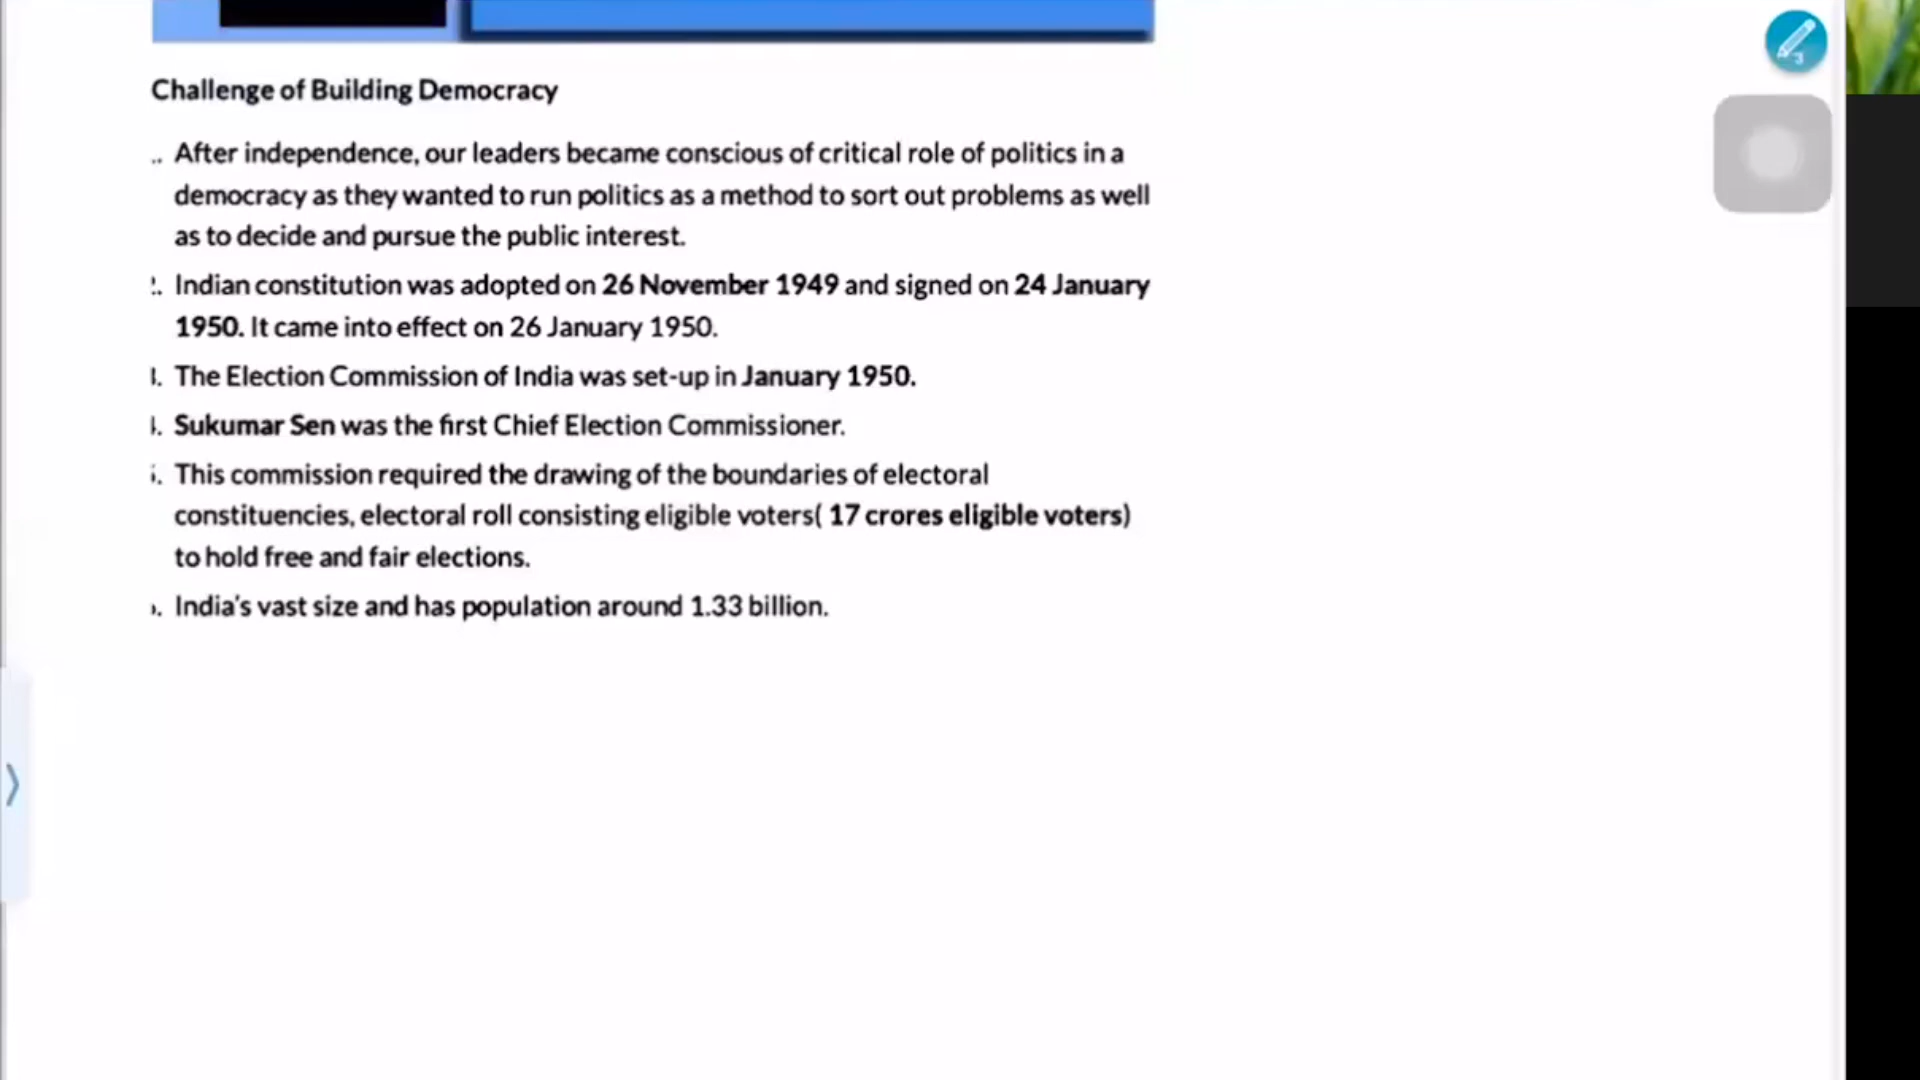 Challenge of Building Democracy
.. After independence, our leaders became conscious of critical role of politics in a
democracy as they wanted to run politics as a method to sort out problems as well
as to decide and pursue the public interest.
Indian constitution was adopted on 26 November 1949 and signed on 24 January
1950. It came into effect on 26 January 1950.
The Election Commission of India was set-up in January 1950.
Sukumar Sen was the first Chief Election Commissioner.
This commission required the drawing of the boundaries of electoral
constituencies, electoral roll consisting eligible voters( 17 crores eligible voters)
to hold free and fair elections.
India's vast size and has population around 1.33 billion.
3